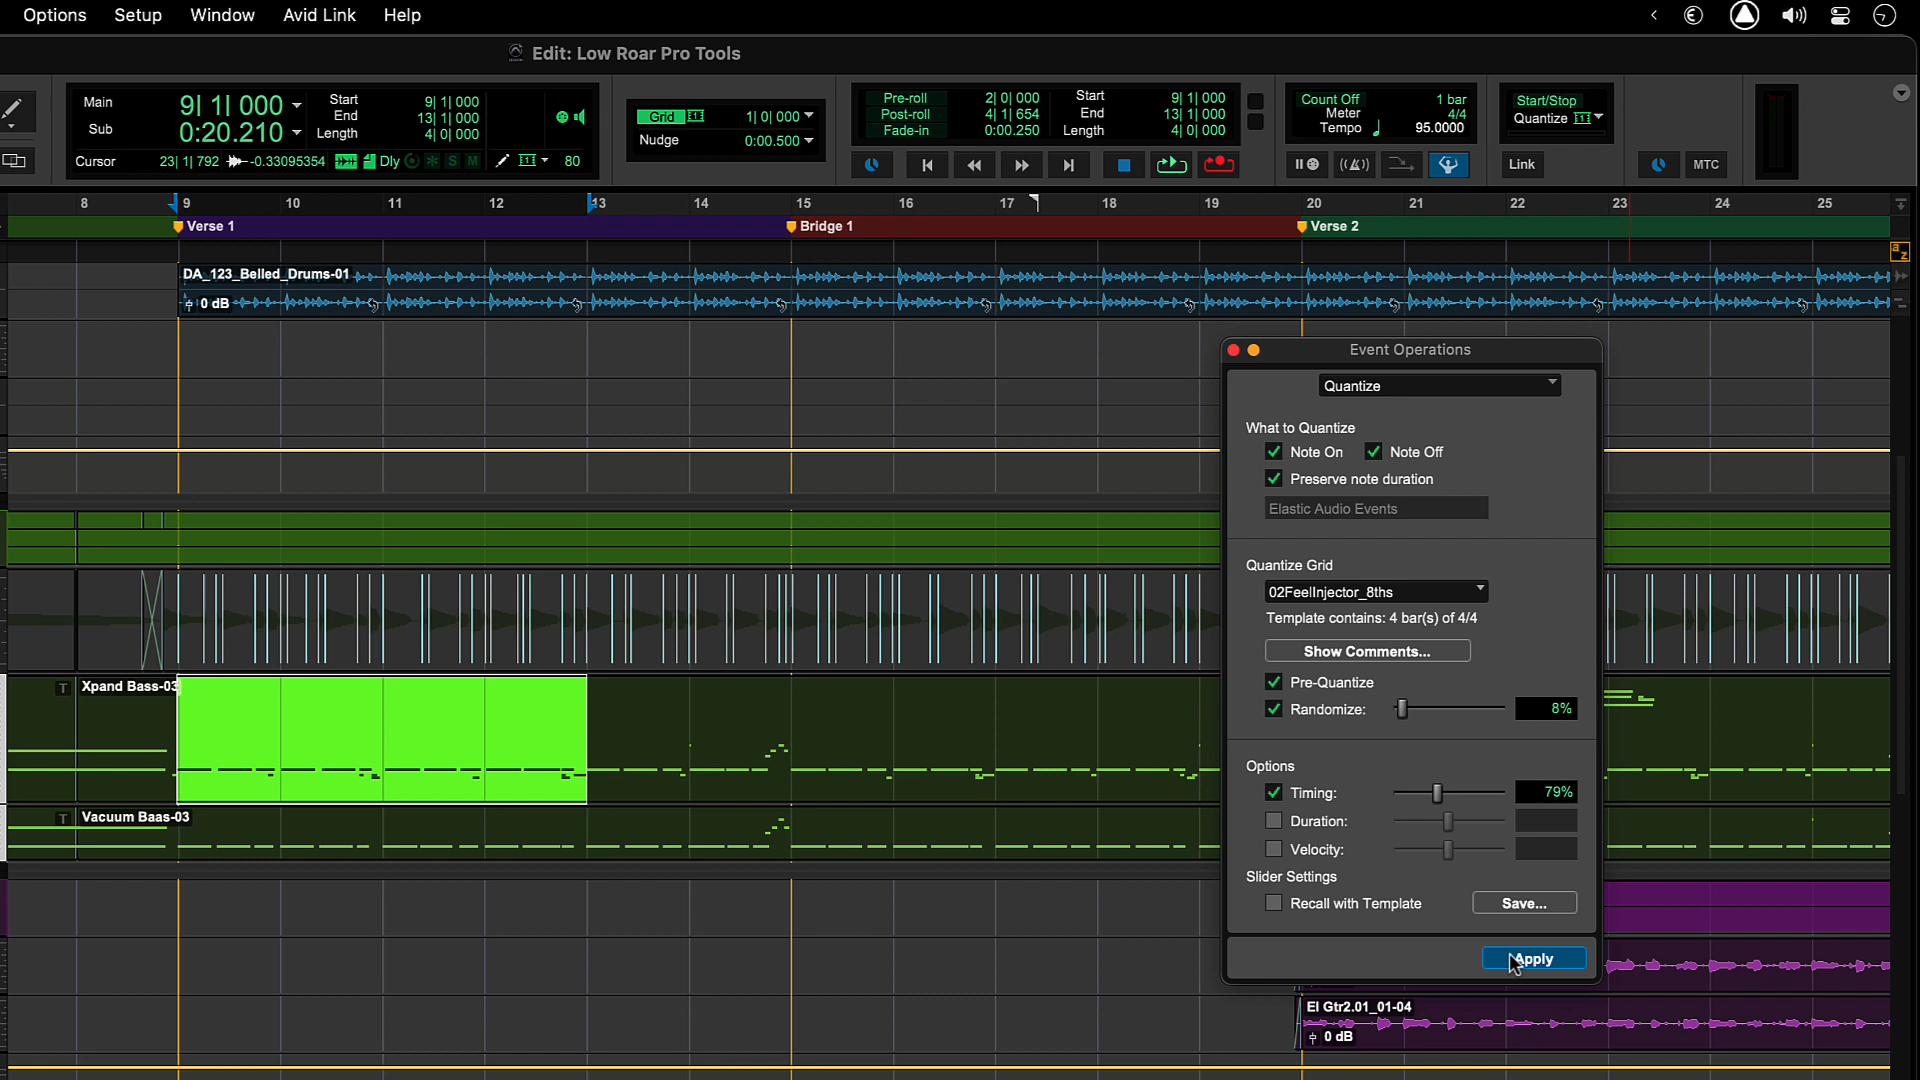 Options Setup Window Avid Link Help
Edit: Low Roar Pro Tools
Main 9| 1| 000
Sub 0:20.210
Start 9| 1| 000
End 13| 1| 000
Length 4| 0| 000
Cursor 23| 1| 792 -0.33095354 Dly S M 80
Grid 1| 0| 000
Nudge 0:00.500
Pre-roll 2| 0| 000
Post-roll 4| 1| 654
Fade-in 0:00.250
Start 9| 1| 000
End 13| 1| 000
Length 4| 0| 000
Count Off 1 bar
Meter 4/4
Tempo 95.0000
Start/Stop
Quantize
Link
MTC
8 9 10 11 12 13 14 15 16 17 18 19 20 21 22 23 24 25
Verse 1 Bridge 1 Verse 2
a z
DA_123_Belled_Drums-01
0 dB
Event Operations
Quantize
What to Quantize
Note On Note Off
Preserve note duration
Elastic Audio Events
Quantize Grid
02FeelInjector_8ths
Template contains: 4 bar(s) of 4/4
Show Comments...
Pre-Quantize
Randomize: 8%
Options
Timing: 79%
Duration:
Velocity:
Slider Settings
Recall with Template Save...
Apply
T Xpand Bass-03
T Vacuum Baas-03
El Gtr2.01_01-04
0 dB